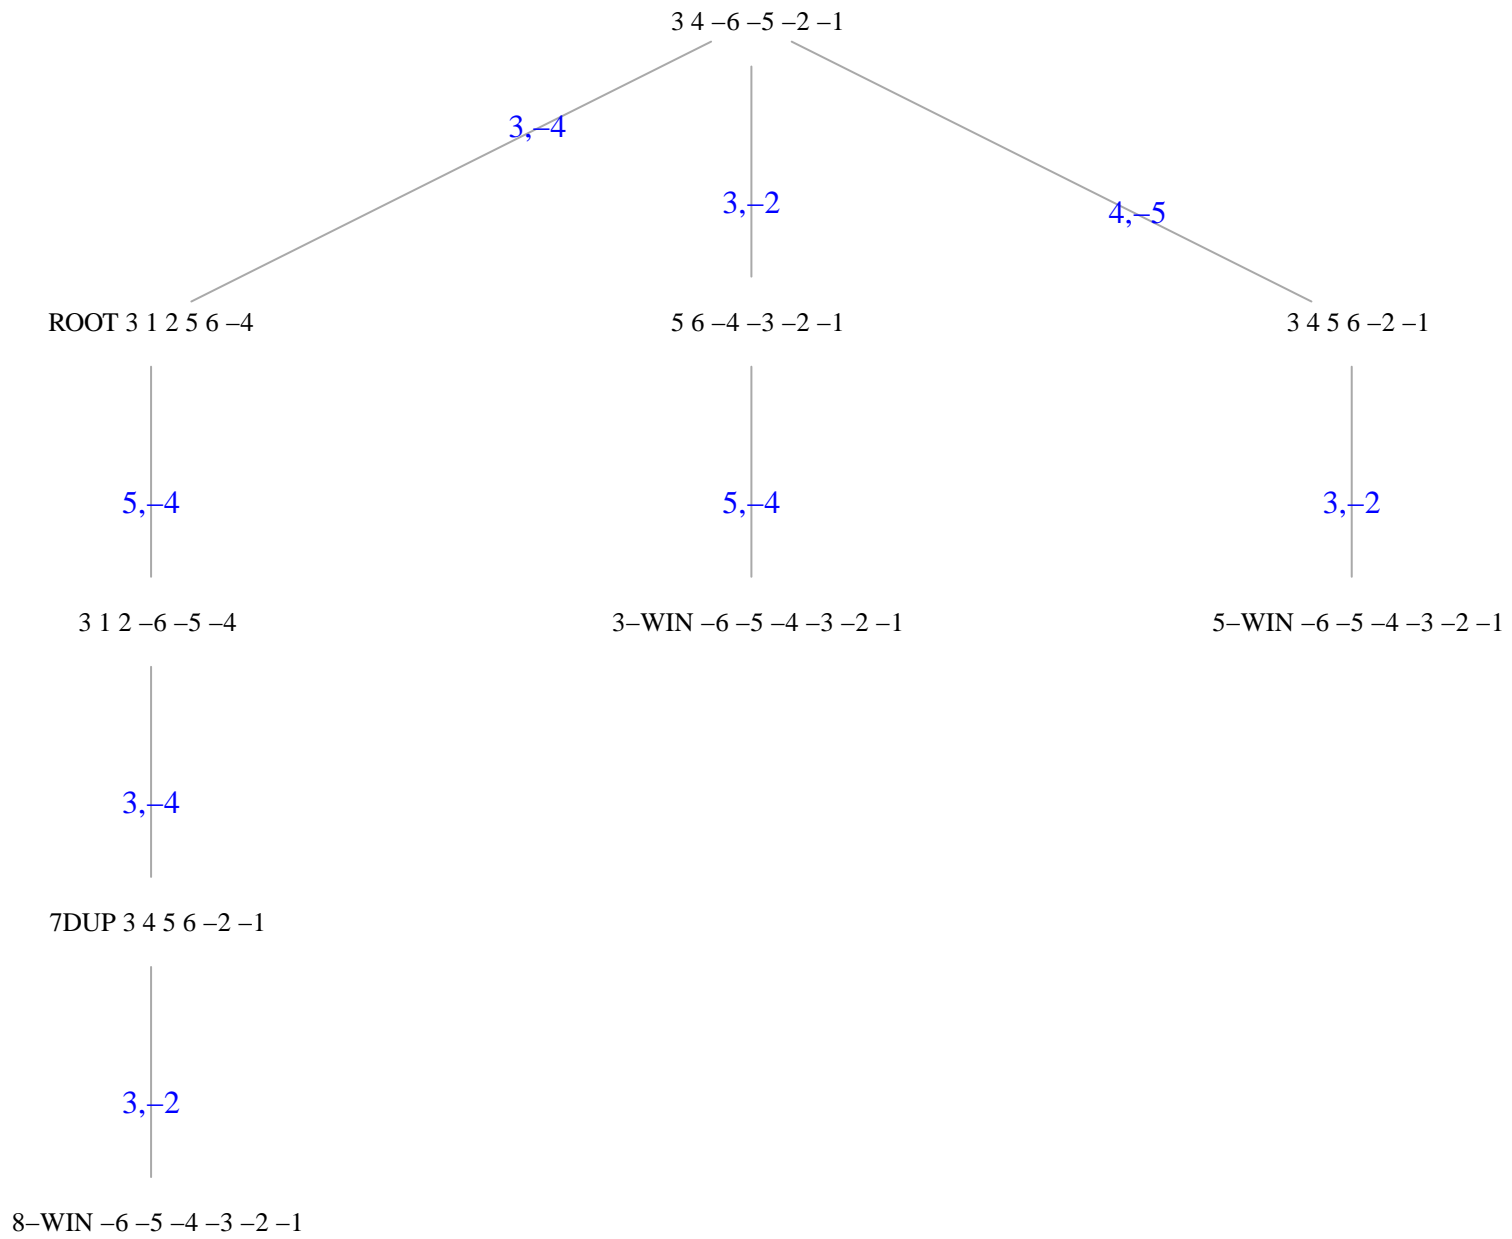 3 4 –6 –5 –2 –1
3,–4
3,–2
4,–5
ROOT 3 1 2 5 6 –4
5 6 –4 –3 –2 –1
3 4 5 6 –2 –1
5,–4
5,–4
3,–2
3 1 2 –6 –5 –4
3–WIN –6 –5 –4 –3 –2 –1
5–WIN –6 –5 –4 –3 –2 –1
3,–4
7DUP 3 4 5 6 –2 –1
3,–2
8–WIN –6 –5 –4 –3 –2 –1